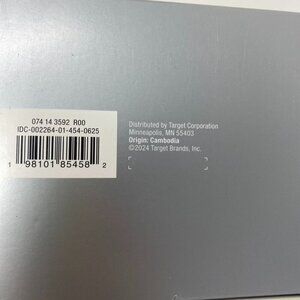 074 14 3592 R00
IDC-002264-01-454-0625
1 98101 85458 2
Distributed by Target Corporation
Minneapolis, MN 55403
Origin: Cambodia
©2024 Target Brands, Inc.